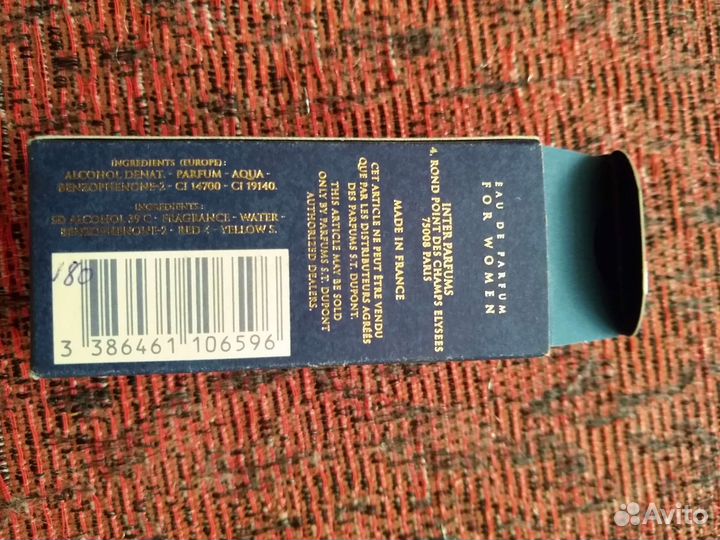 EAU DE PARFUM
FOR WOMEN
INTER PARFUMS
4, ROND POINT DES CHAMPS ELYSEES
75008 PARIS
MADE IN FRANCE
CET ARTICLE NE PEUT ÊTRE VENDU
QUE PAR LES DISTRIBUTEURS AGRÉÉS
DES PARFUMS S.T. DUPONT.
THIS ARTICLE MAY BE SOLD
ONLY BY PARFUMS S.T. DUPONT
AUTHORIZED DEALERS.
INGREDIENTS (EUROPE) :
ALCOHOL DENAT. - PARFUM - AQUA -
BENZOPHENONE-2 - CI 14700 - CI 19140.
INGREDIENTS :
SD ALCOHOL 39 C - FRAGRANCE - WATER -
BENZOPHENONE-2 - RED 4 - YELLOW 5.
180
3 386461 106596
Avito